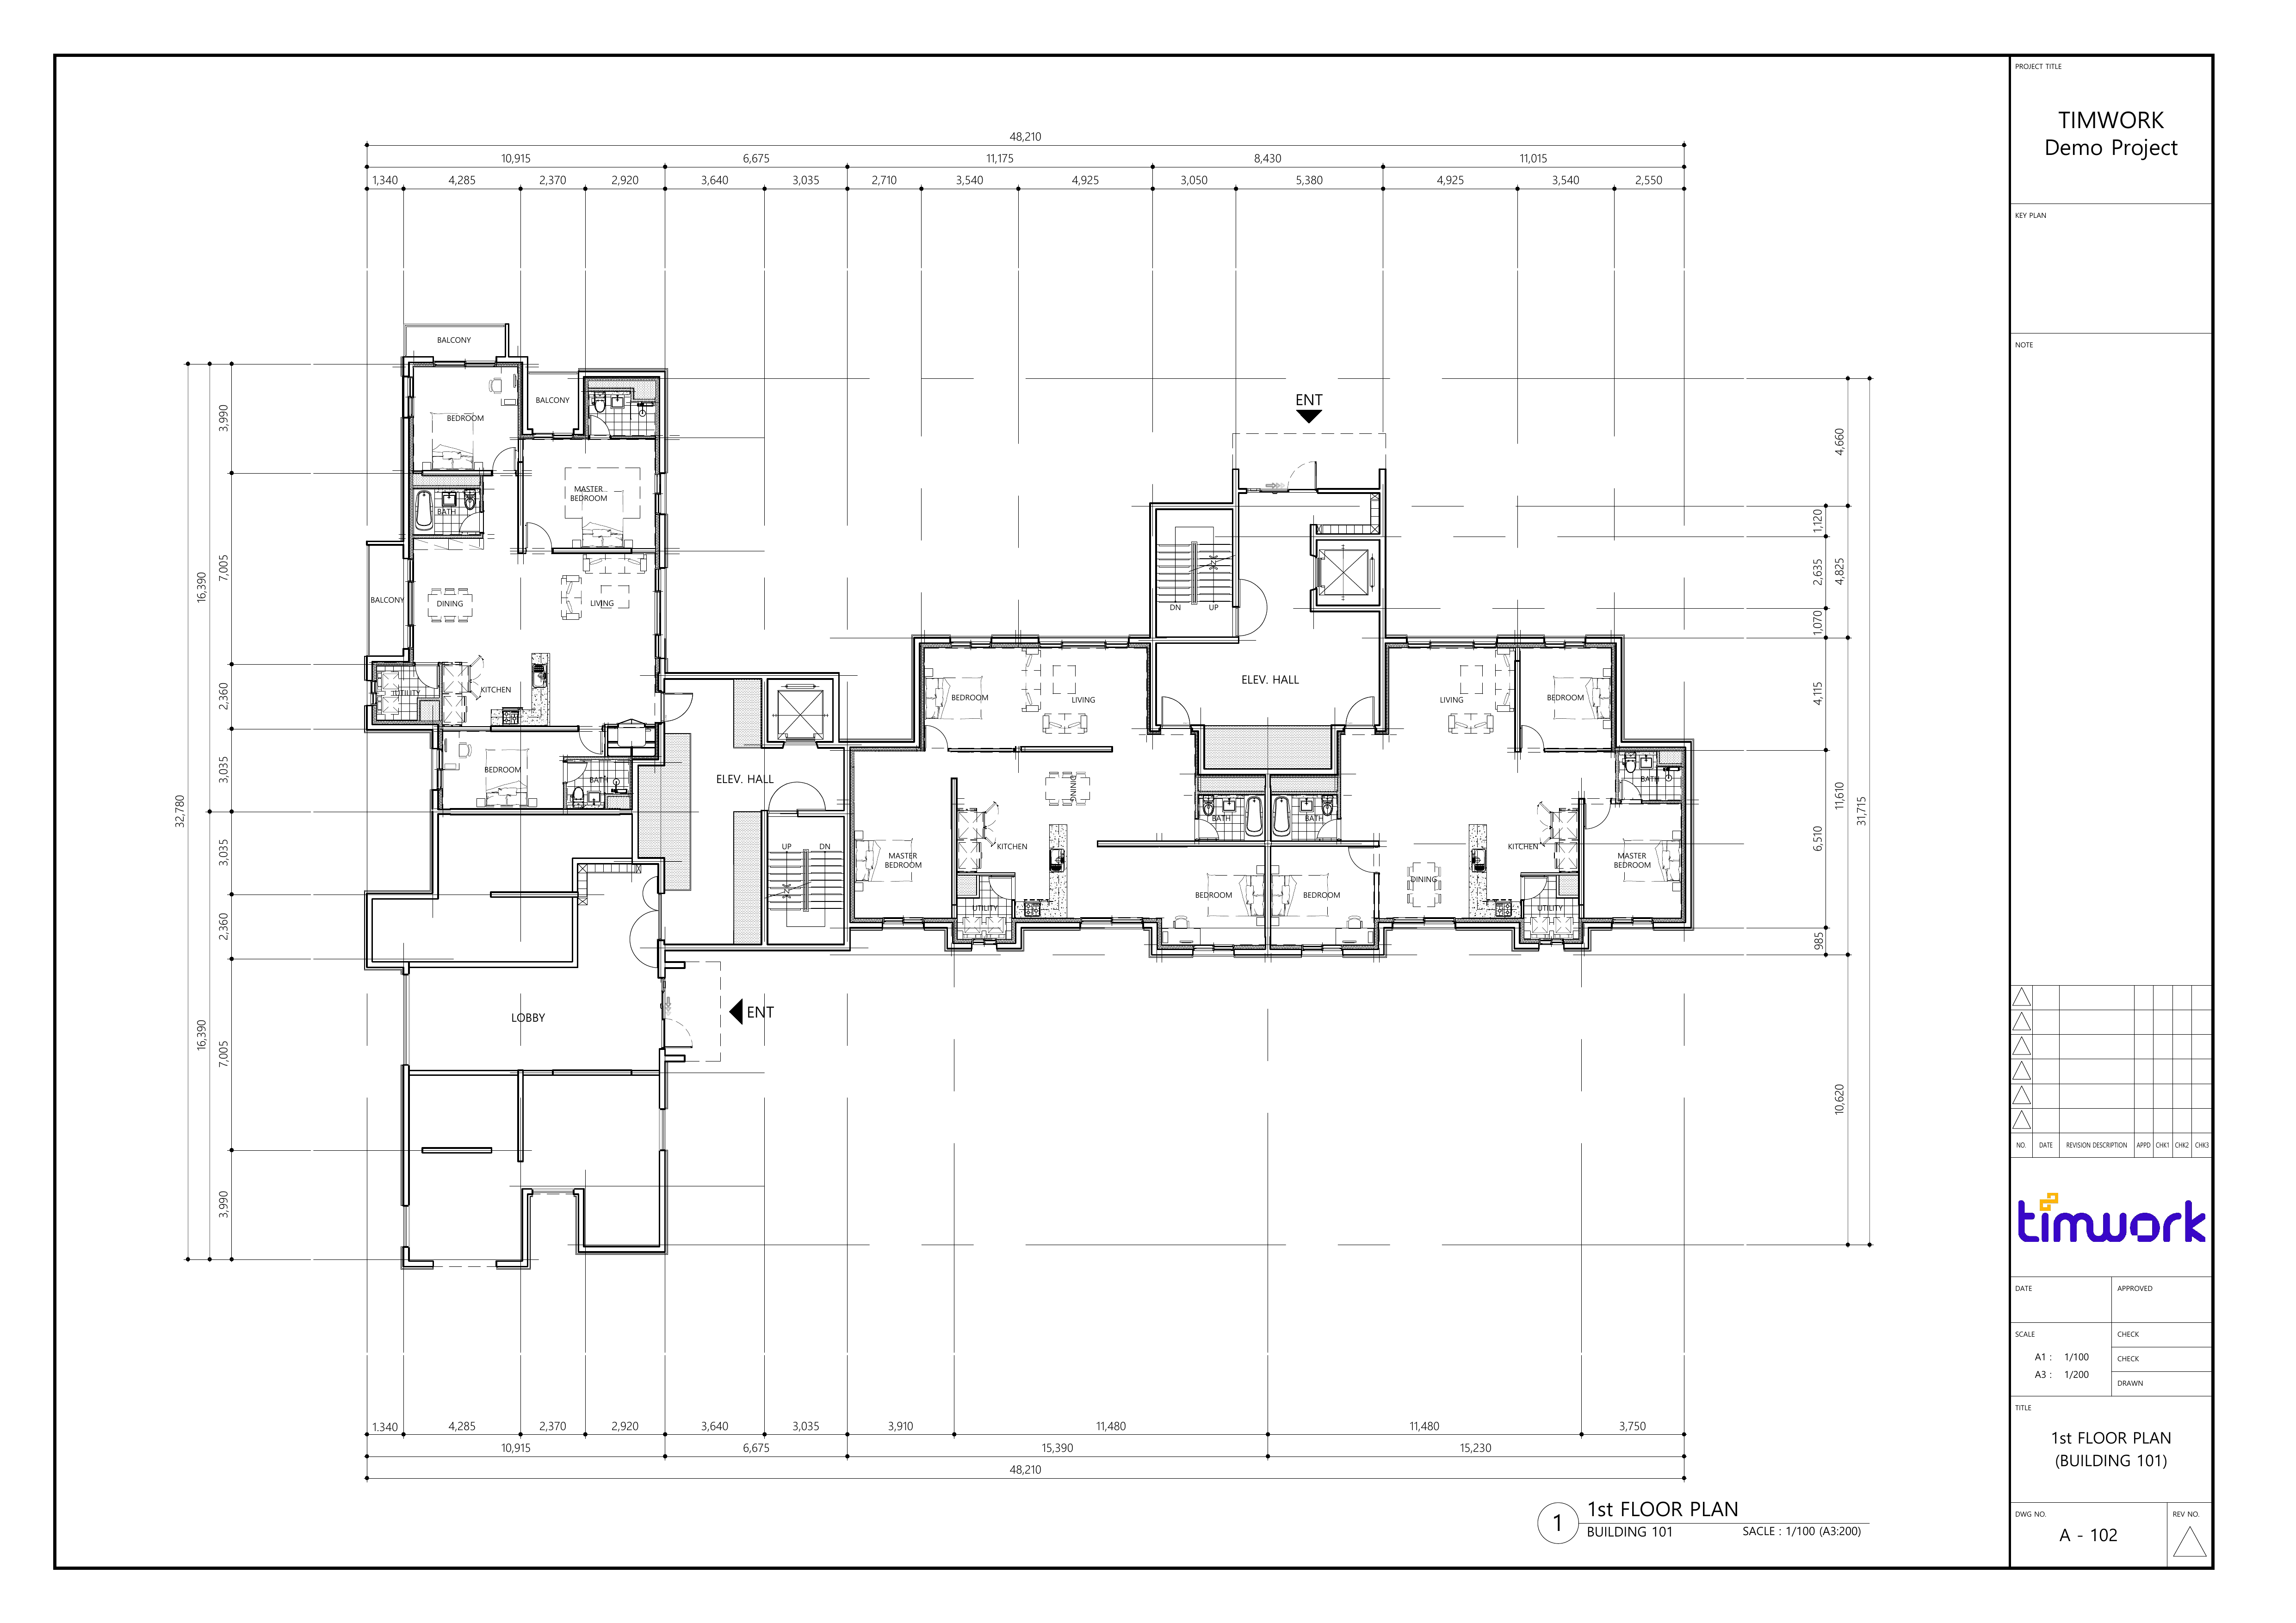 PROJECT TITLE
TIMWORK
Demo Project
KEY PLAN
NOTE
48,210
10,915
6,675
11,175
8,430
11,015
1,340
4,285
2,370
2,920
3,640
3,035
2,710
3,540
4,925
3,050
5,380
4,925
3,540
2,550
BALCONY
BALCONY
BEDROOM
MASTER
BEDROOM
BATH
BALCONY
DINING
LIVING
UTILITY
KITCHEN
BEDROOM
BATH
ELEV. HALL
UP
DN
LOBBY
ENT
ENT
DN
UP
ELEV. HALL
BEDROOM
LIVING
DINING
KITCHEN
MASTER
BEDROOM
UTILITY
BATH
BEDROOM
BATH
BEDROOM
LIVING
BEDROOM
BATH
KITCHEN
DINING
MASTER
BEDROOM
UTILITY
32,780
16,390
16,390
3,990
7,005
2,360
3,035
3,035
2,360
7,005
3,990
4,660
1,120
2,635
4,825
1,070
4,115
11,610
31,715
6,510
985
10,620
1.340
4,285
2,370
2,920
3,640
3,035
3,910
11,480
11,480
3,750
10,915
6,675
15,390
15,230
48,210
1
1st FLOOR PLAN
BUILDING 101
SACLE : 1/100 (A3:200)
NO.
DATE
REVISION DESCRIPTION
APPD
CHK1
CHK2
CHK3
timwork
DATE
APPROVED
SCALE
A1 : 1/100
A3 : 1/200
CHECK
CHECK
DRAWN
TITLE
1st FLOOR PLAN
(BUILDING 101)
DWG NO.
A - 102
REV NO.